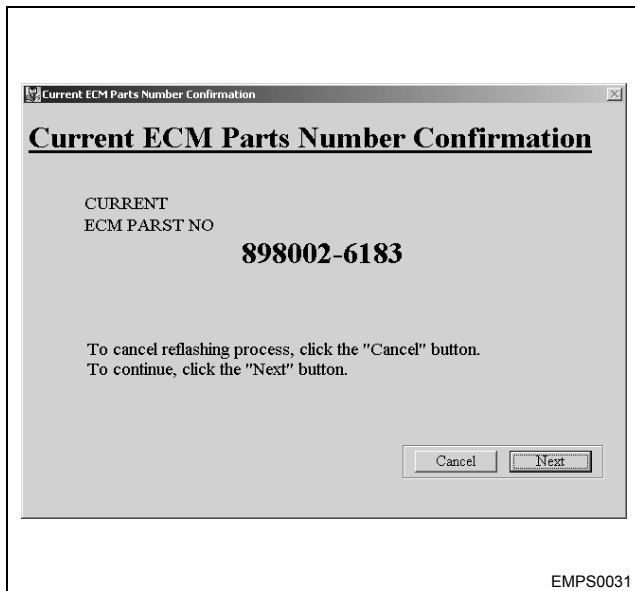 Current ECM Parts Number Confirmation
Current ECM Parts Number Confirmation
CURRENT
ECM PARST NO
898002-6183
To cancel reflashing process, click the "Cancel" button.
To continue, click the "Next" button.
Cancel
Next
EMPS0031